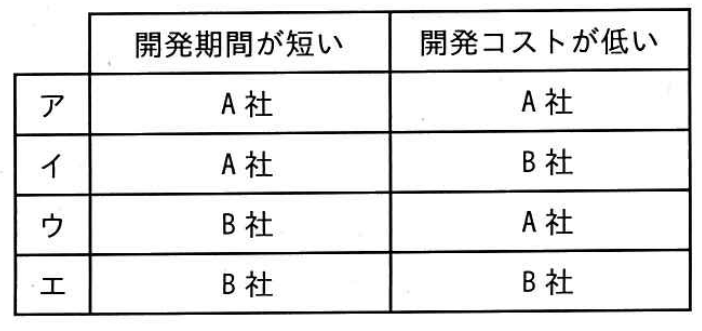 開発期間が短い 開発コストが低い
ア A社 A社
イ A社 B社
ウ B社 A社
エ B社 B社